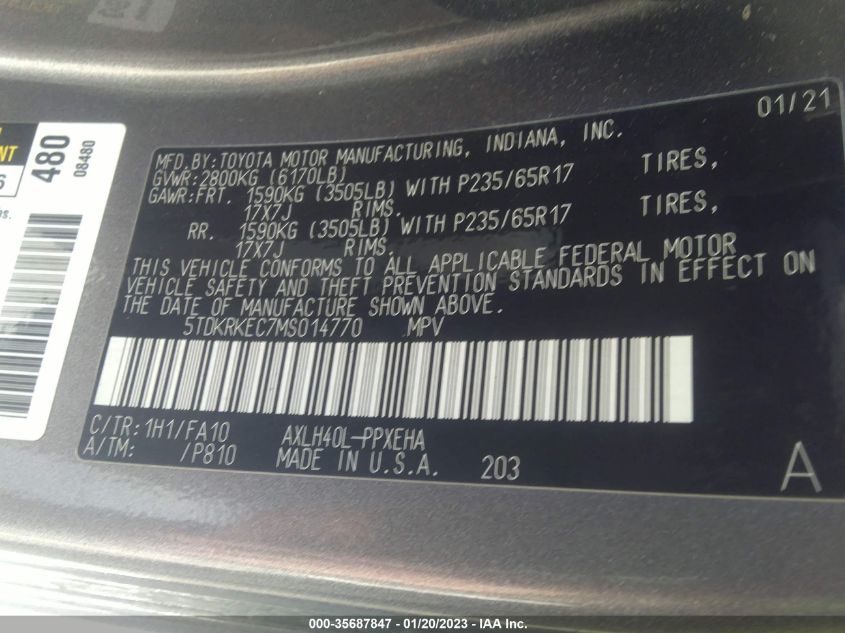 480
08480
NT
01/21
MFD.BY:TOYOTA MOTOR MANUFACTURING, INDIANA, INC.
GVWR:2800KG (6170LB)
GAWR:FRT. 1590KG (3505LB) WITH P235/65R17 TIRES,
17X7J RIMS.
RR. 1590KG (3505LB) WITH P235/65R17 TIRES,
17X7J RIMS.
THIS VEHICLE CONFORMS TO ALL APPLICABLE FEDERAL MOTOR
VEHICLE SAFETY AND THEFT PREVENTION STANDARDS IN EFFECT ON
THE DATE OF MANUFACTURE SHOWN ABOVE.
5TDKRKEC7MS014770 MPV
C/TR:1H1/FA10 AXLH40L-PPXEHA
A/TM: /P810 MADE IN U.S.A. 203
A
000-35687847 — 01/20/2023 — IAA Inc.